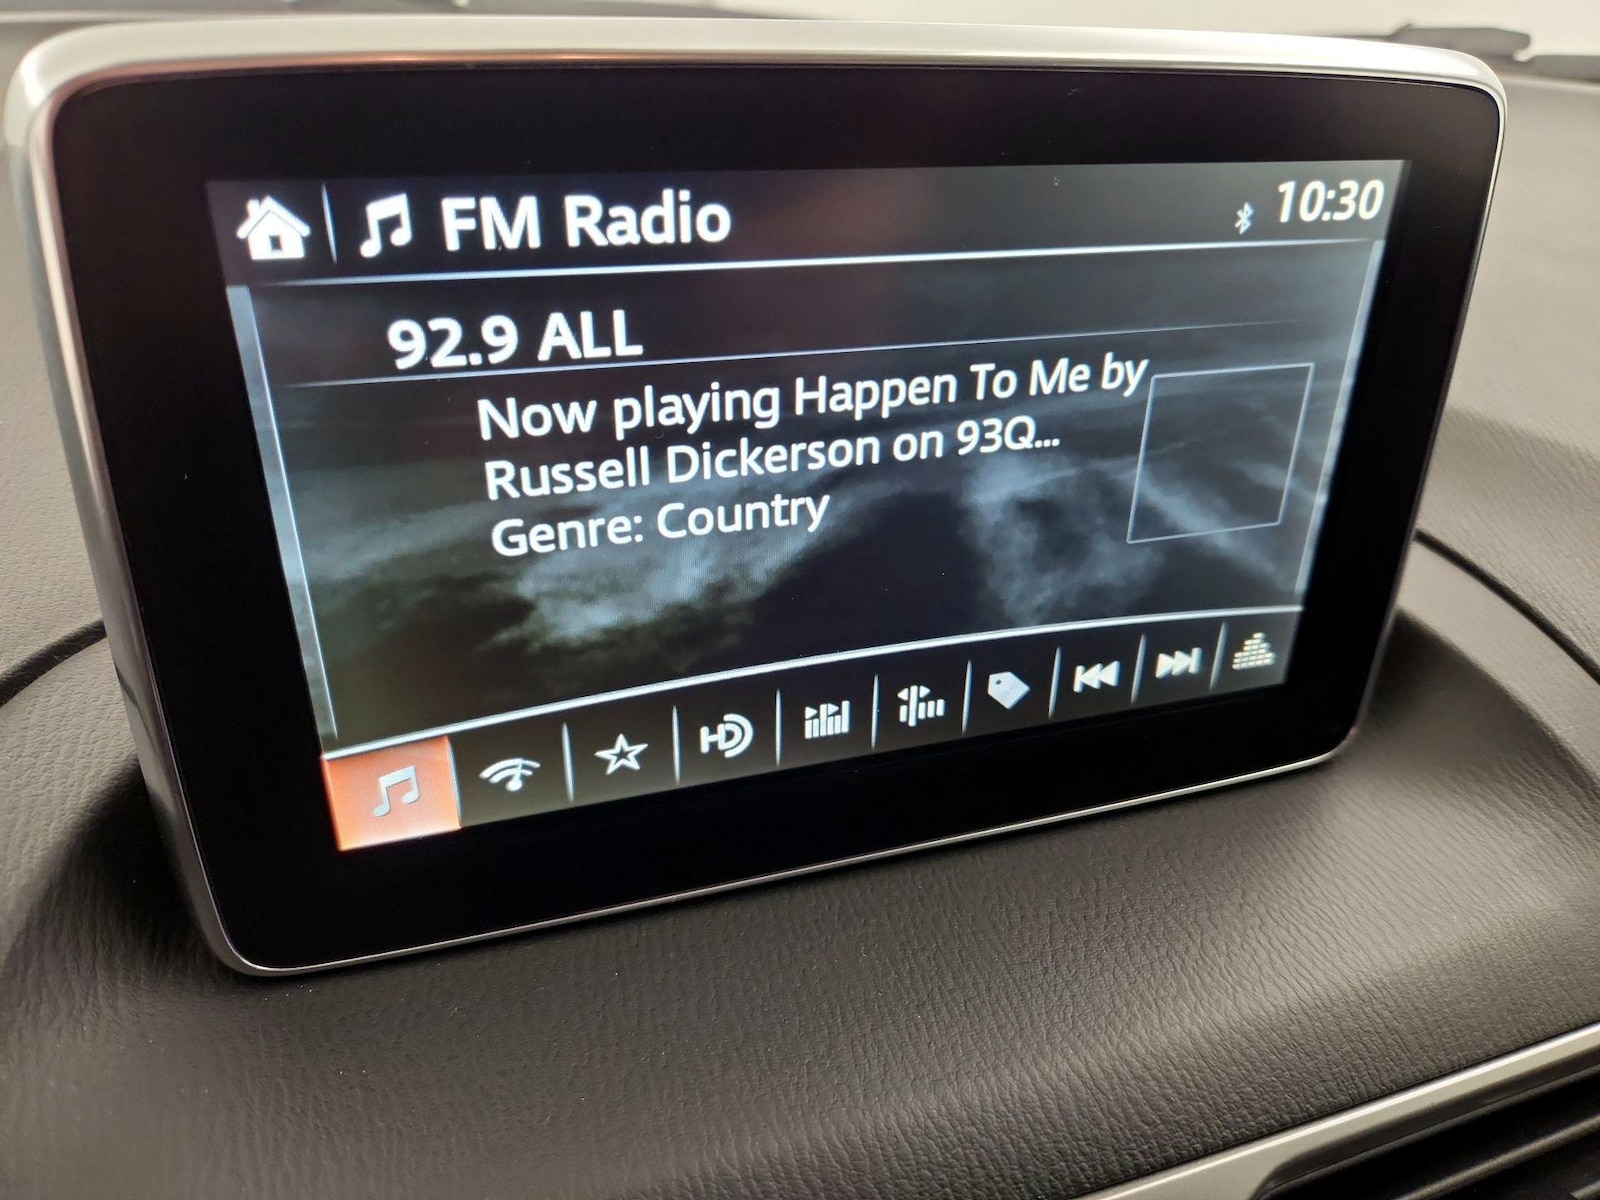 FM Radio
10:30
92.9 ALL
Now playing Happen To Me by
Russell Dickerson on 93Q...
Genre: Country
HD